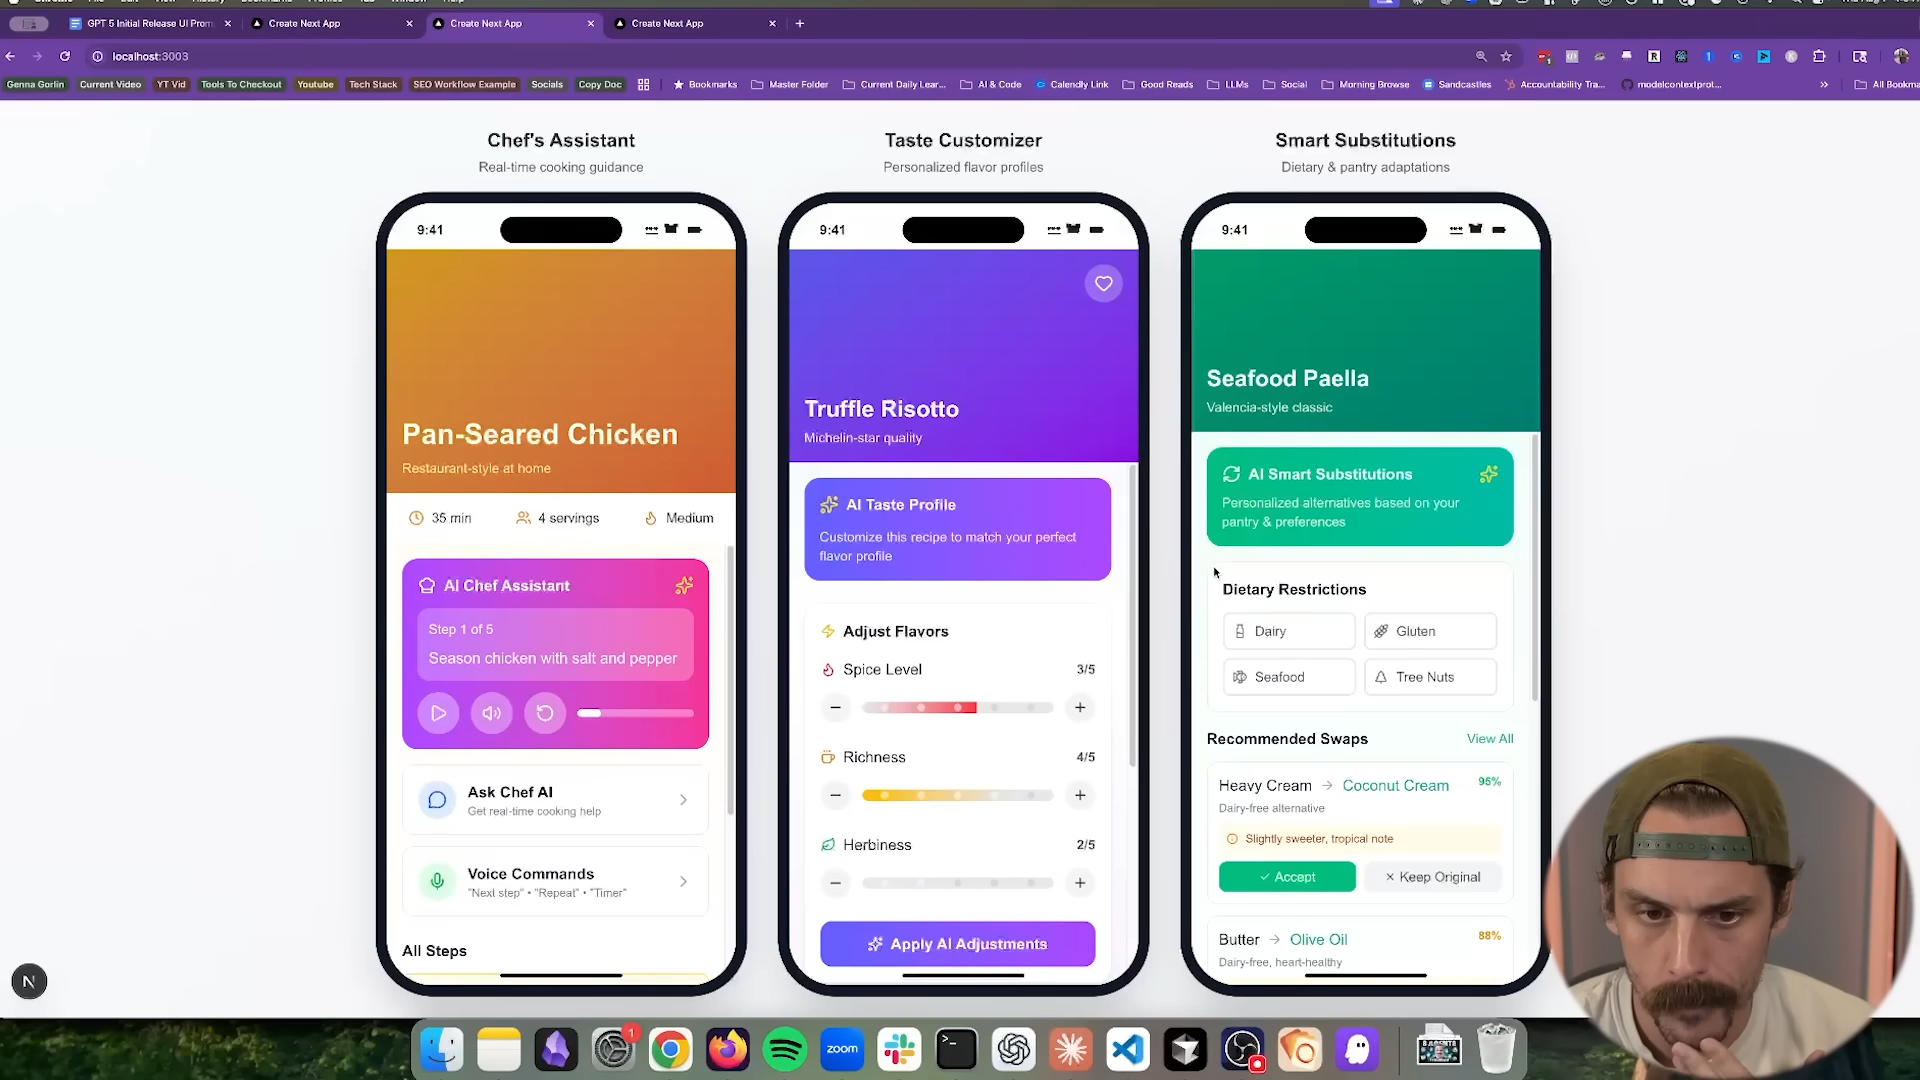 GPT 5 Initial Release UI Prom
Create Next App
Create Next App
Create Next App
localhost:3003
Genna Gorlin
Current Video
YT Vid
Tools To Checkout
Youtube
Tech Stack
SEO Workflow Example
Socials
Copy Doc
Bookmarks
Master Folder
Current Daily Lear...
AI & Code
Calendly Link
Good Reads
LLMs
Social
Morning Browse
Sandcastles
Accountability Tra...
modelcontextprot...
All Bookma
Chef's Assistant
Real-time cooking guidance
9:41
Pan-Seared Chicken
Restaurant-style at home
35 min
4 servings
Medium
AI Chef Assistant
Step 1 of 5
Season chicken with salt and pepper
Ask Chef AI
Get real-time cooking help
Voice Commands
"Next step" • "Repeat" • "Timer"
All Steps
Taste Customizer
Personalized flavor profiles
9:41
Truffle Risotto
Michelin-star quality
AI Taste Profile
Customize this recipe to match your perfect
flavor profile
Adjust Flavors
Spice Level 3/5
Richness 4/5
Herbiness 2/5
Apply AI Adjustments
Smart Substitutions
Dietary & pantry adaptations
9:41
Seafood Paella
Valencia-style classic
AI Smart Substitutions
Personalized alternatives based on your
pantry & preferences
Dietary Restrictions
Dairy
Gluten
Seafood
Tree Nuts
Recommended Swaps
View All
Heavy Cream → Coconut Cream 95%
Dairy-free alternative
Slightly sweeter, tropical note
Accept
Keep Original
Butter → Olive Oil 88%
Dairy-free, heart-healthy
N
1
zoom
8 AGENTS